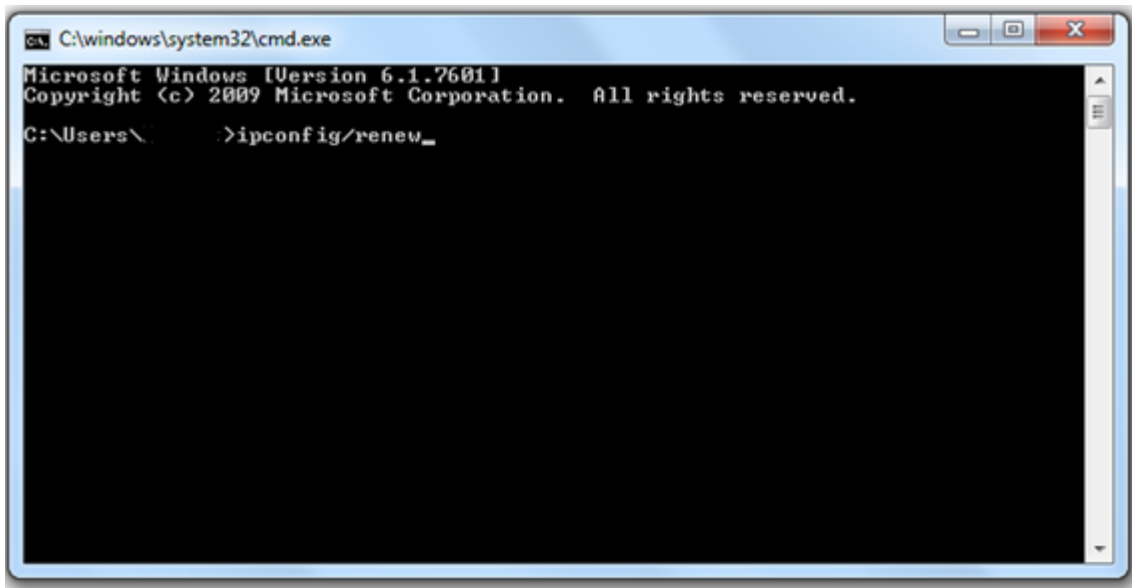 C:\windows\system32\cmd.exe
Microsoft Windows [Version 6.1.7601]
Copyright (c) 2009 Microsoft Corporation.  All rights reserved.
C:\Users\ >ipconfig/renew_